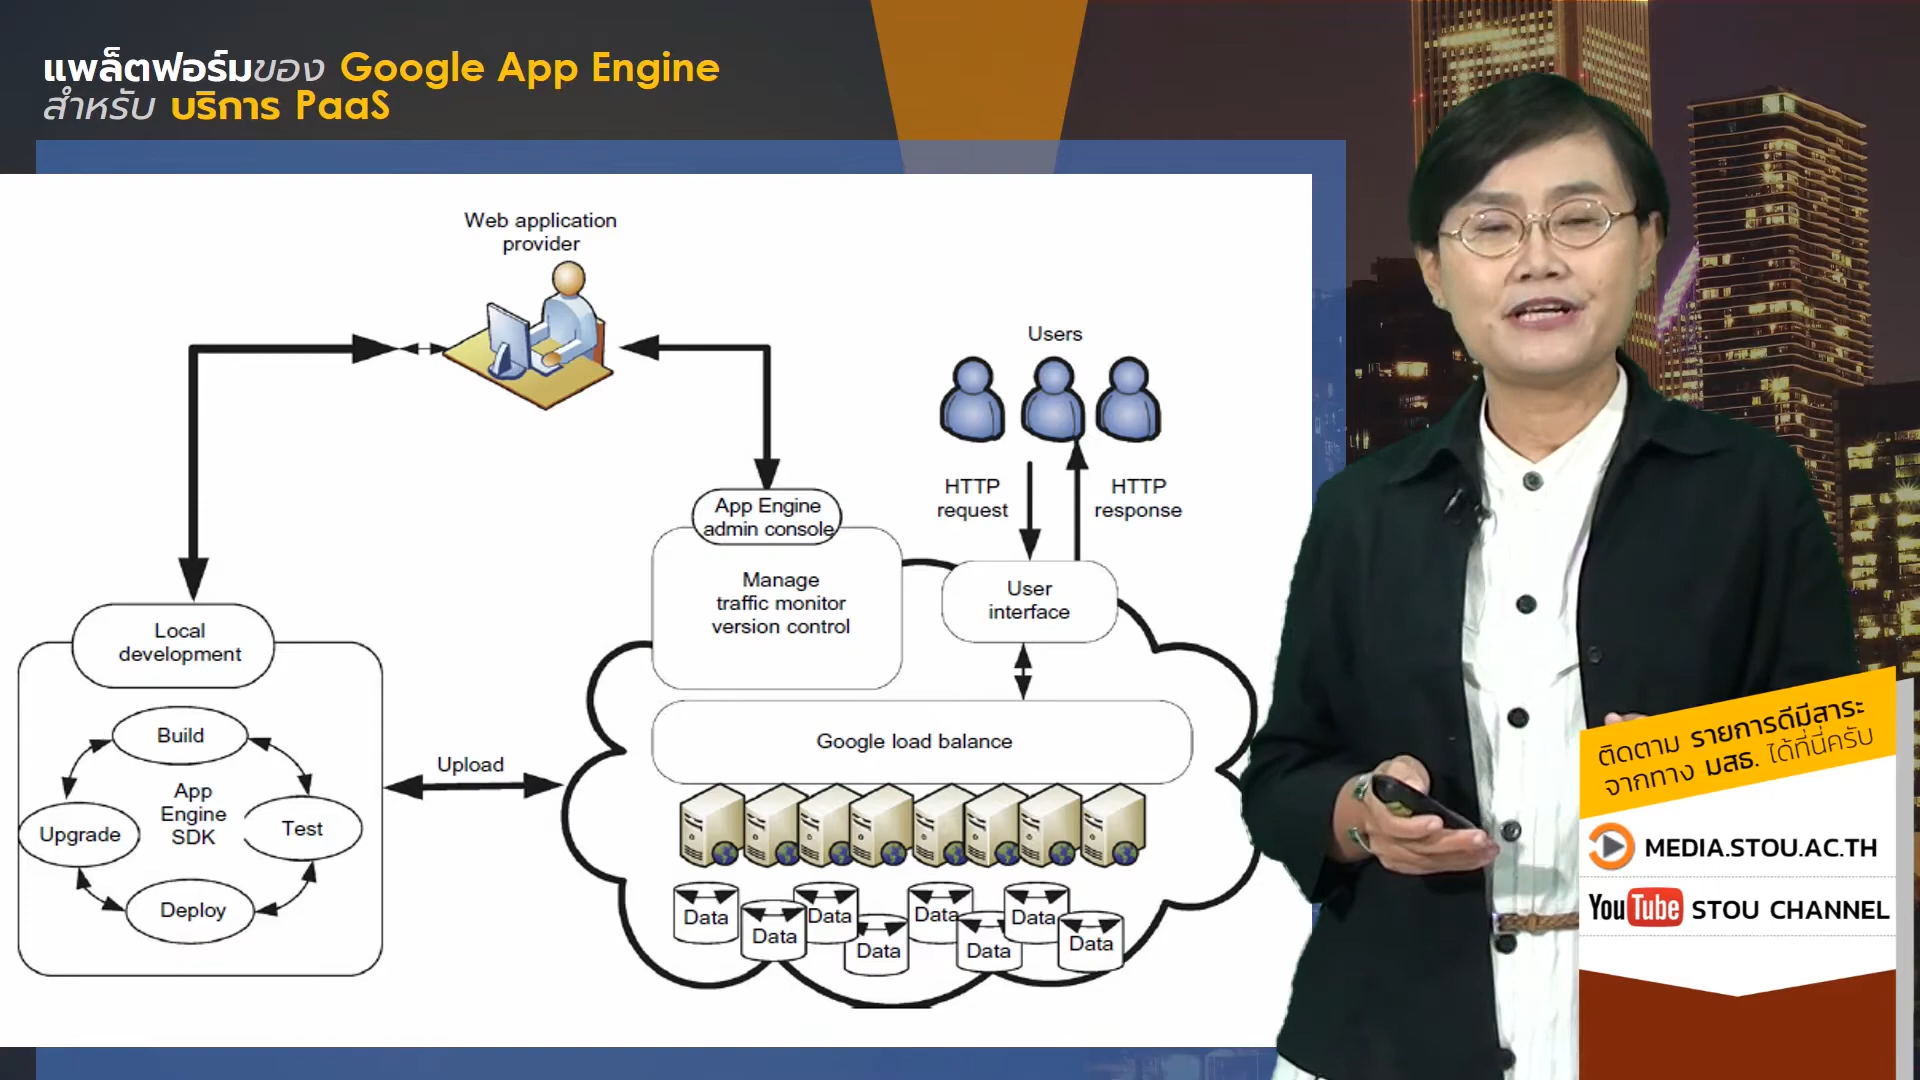 แพล็ตฟอร์มของ Google App Engine
สำหรับ บริการ PaaS
Web application
provider
Users
HTTP
request
HTTP
response
App Engine
admin console
Manage
traffic monitor
version control
User
interface
Local
development
Build
App
Engine
SDK
Upgrade
Test
Deploy
Upload
Google load balance
Data
Data
Data
Data
Data
Data
Data
Data
ติดตาม รายการดีมีสาระ
จากทาง มสธ. ได้ที่นี่ครับ
MEDIA.STOU.AC.TH
YouTube STOU CHANNEL